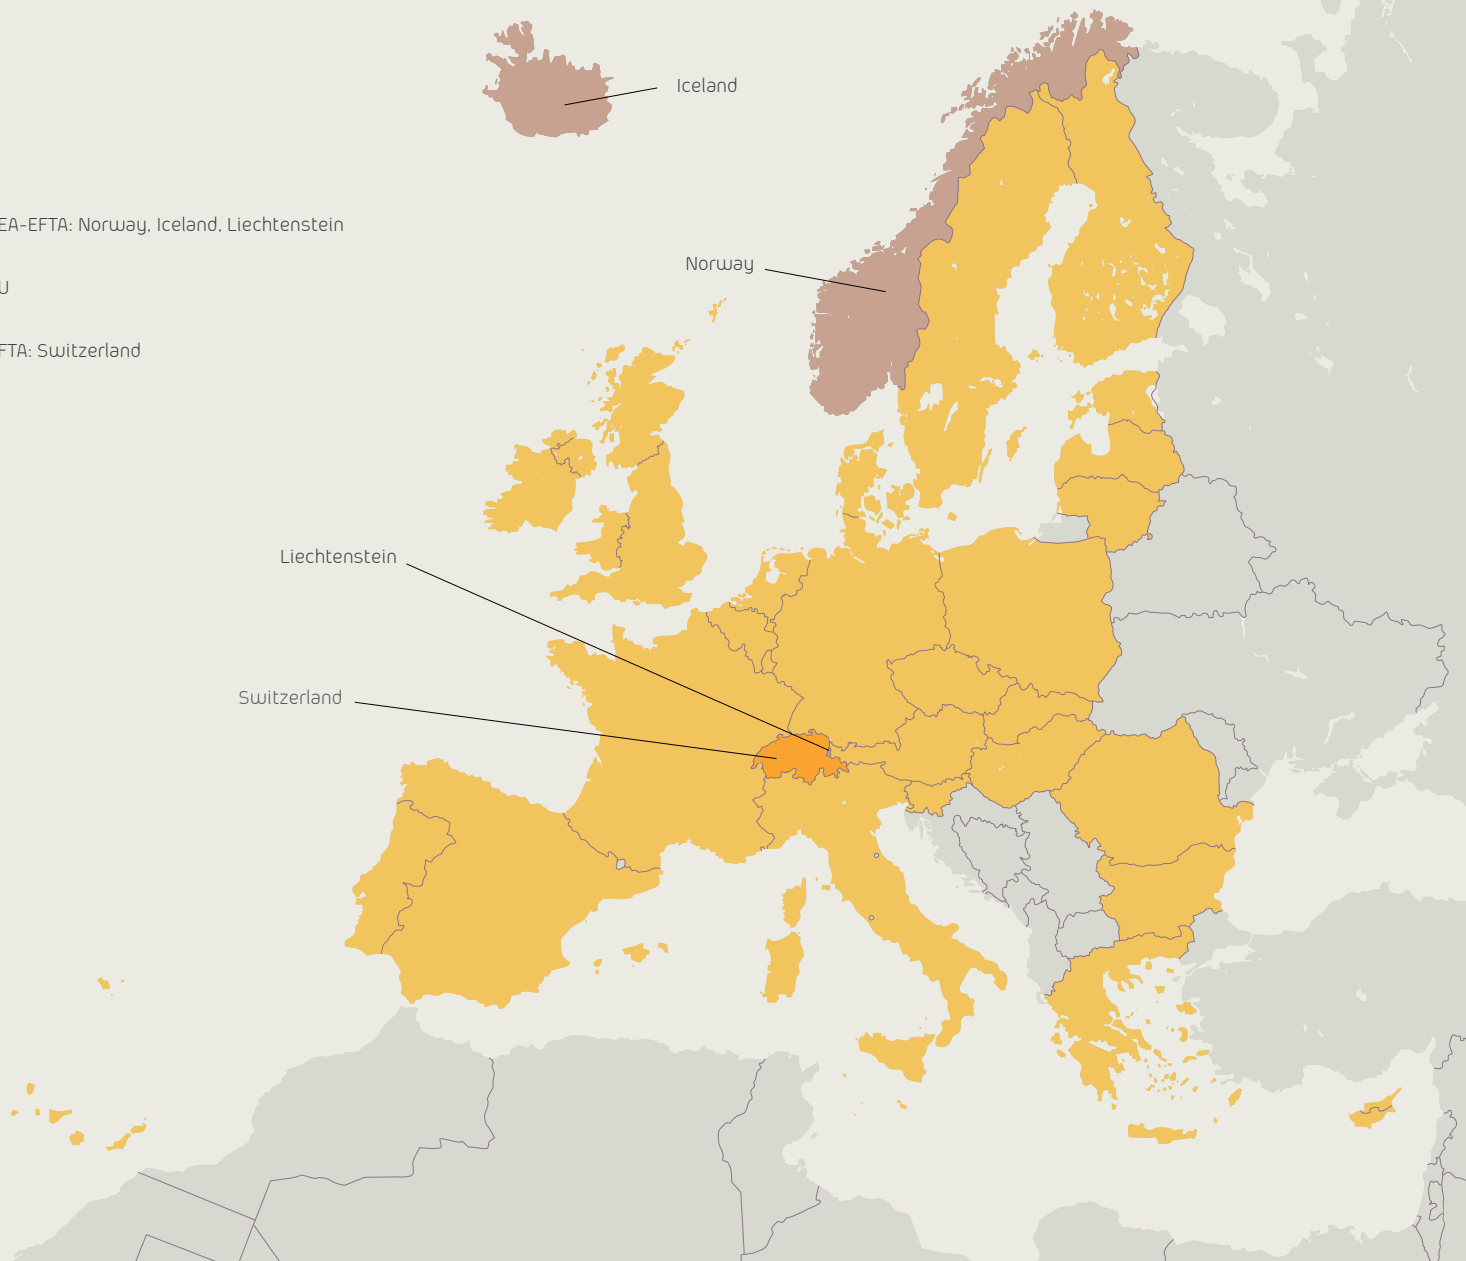 Iceland
EA-EFTA: Norway, Iceland, Liechtenstein
Norway
U
FTA: Switzerland
Liechtenstein
Switzerland